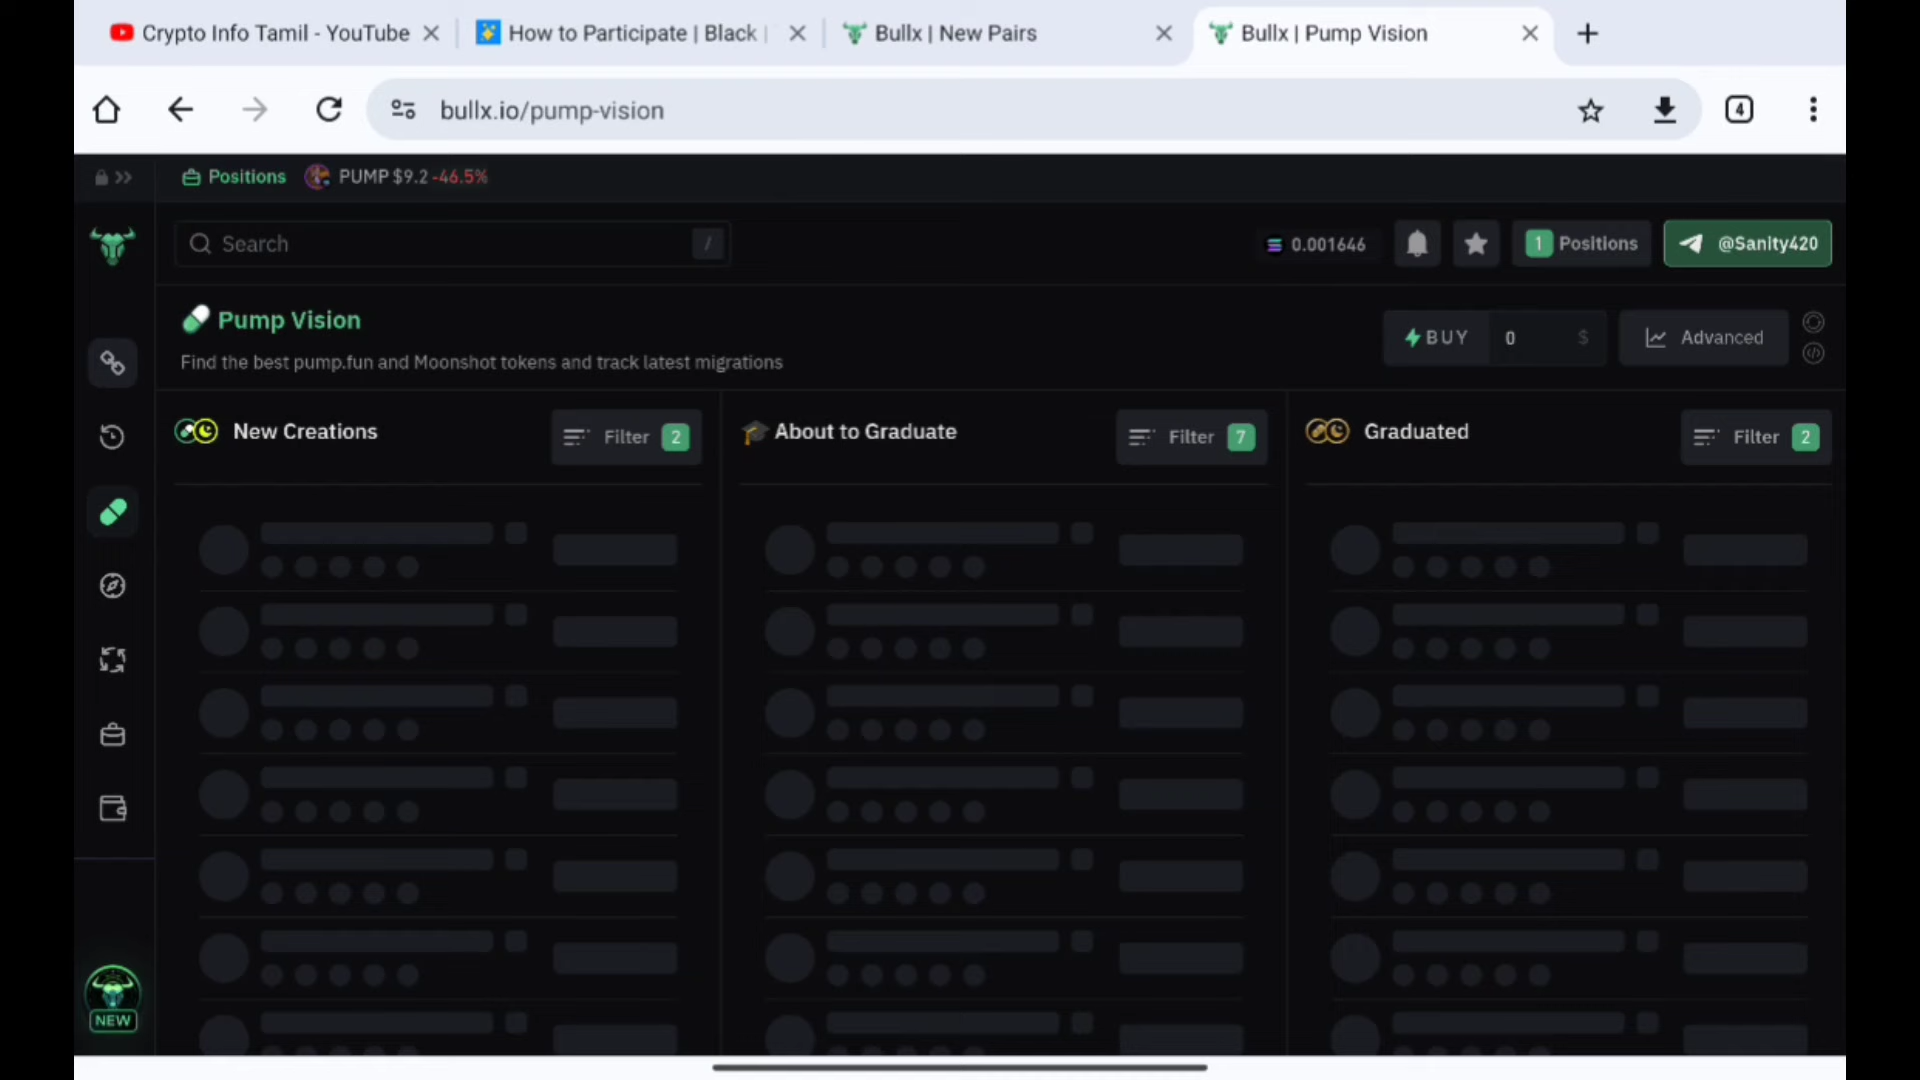 Crypto Info Tamil - YouTube
How to Participate | Black
Bullx | New Pairs
Bullx | Pump Vision
bullx.io/pump-vision
4
Positions PUMP $9.2 -46.5%
Search /
0.001646
1 Positions
@Sanity420
Pump Vision
Find the best pump.fun and Moonshot tokens and track latest migrations
BUY 0 $
Advanced
New Creations
Filter 2
About to Graduate
Filter 7
Graduated
Filter 2
NEW